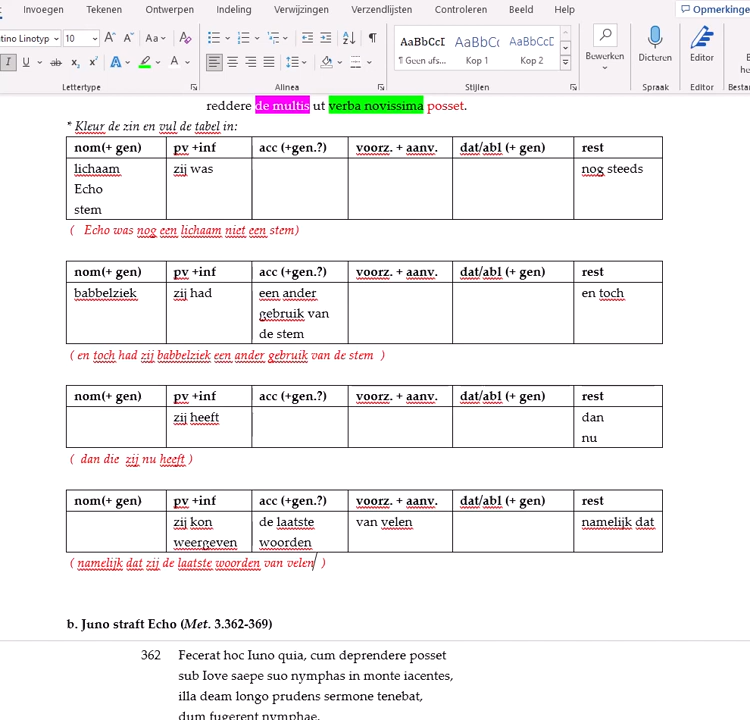 Invoegen Tekenen Ontwerpen Indeling Verwijzingen Verzendlijsten Controleren Beeld Help Opmerkinge
tino Linotyp 10 Aa
AaBbCcI AaBbCc AaBbCcD
Geen afs... Kop 1 Kop 2
Bewerken Dicteren Editor Editor
Lettertype Alinea Stijlen Spraak Editor
reddere de multis ut verba novissima posset.
* Kleur de zin en vul de tabel in:
nom(+ gen) pv +inf acc (+gen.?) voorz. + aanv. dat/abl (+ gen) rest
lichaam zij was nog steeds
Echo
stem
( Echo was nog een lichaam niet een stem)
nom(+ gen) pv +inf acc (+gen.?) voorz. + aanv. dat/abl (+ gen) rest
babbelziek zij had een ander en toch
gebruik van
de stem
( en toch had zij babbelziek een ander gebruik van de stem )
nom(+ gen) pv +inf acc (+gen.?) voorz. + aanv. dat/abl (+ gen) rest
zij heeft dan
nu
( dan die zij nu heeft )
nom(+ gen) pv +inf acc (+gen.?) voorz. + aanv. dat/abl (+ gen) rest
zij kon de laatste van velen namelijk dat
weergeven woorden
( namelijk dat zij de laatste woorden van velen )
b. Juno straft Echo (Met. 3.362-369)
362 Fecerat hoc Iuno quia, cum deprendere posset
sub Iove saepe suo nymphas in monte iacentes,
illa deam longo prudens sermone tenebat,
dum fugerent nymphae.